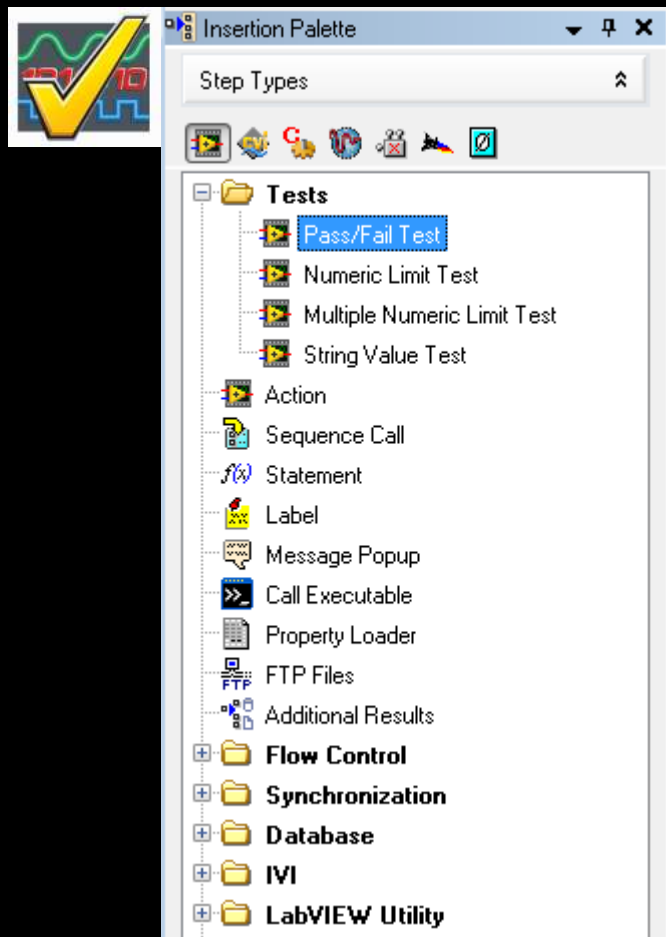 Insertion Palette
Step Types
Tests
Pass/Fail Test
Numeric Limit Test
Multiple Numeric Limit Test
String Value Test
Action
Sequence Call
f(x) Statement
Label
Message Popup
Call Executable
Property Loader
FTP FTP Files
Additional Results
Flow Control
Synchronization
Database
IVI
LabVIEW Utility